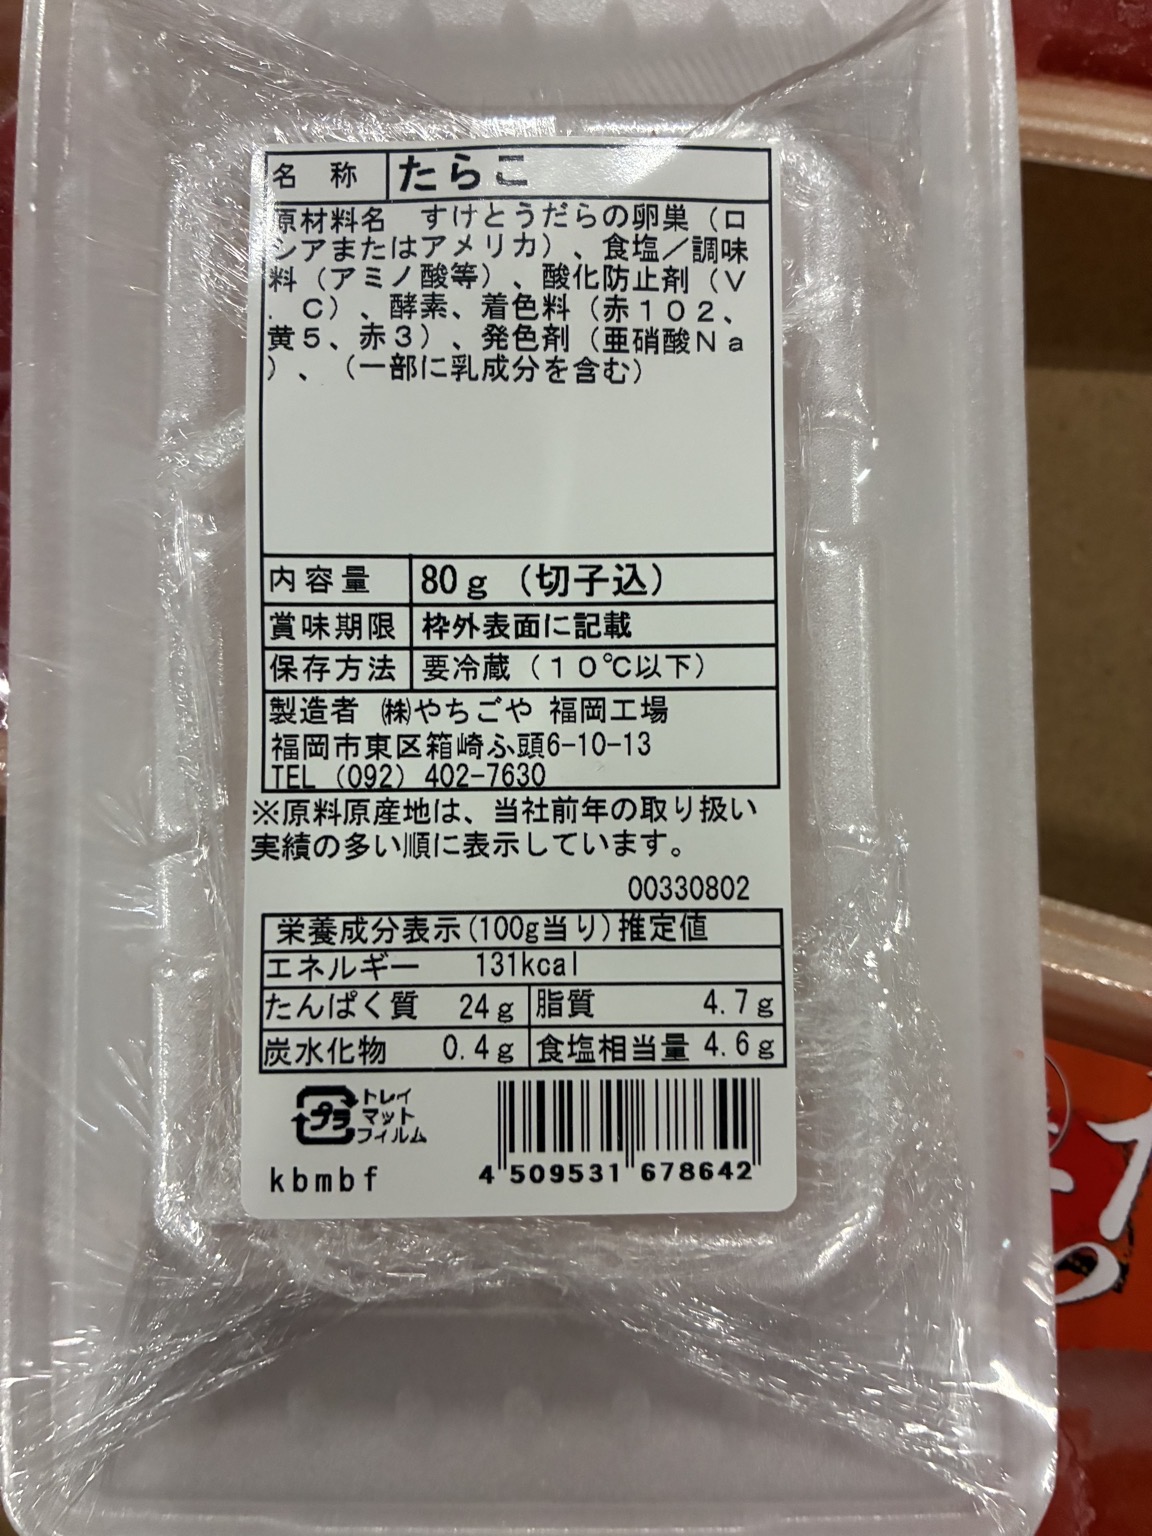 名 称 たらこ
原材料名 すけとうだらの卵巣（ロ
シアまたはアメリカ）、食塩／調味
料（アミノ酸等）、酸化防止剤（Ｖ
．Ｃ）、酵素、着色料（赤１０２、
黄５、赤３）、発色剤（亜硝酸Ｎａ
）、（一部に乳成分を含む）
内容量 80ｇ（切子込）
賞味期限 枠外表面に記載
保存方法 要冷蔵（１０℃以下）
製造者 ㈱やちごや 福岡工場
福岡市東区箱崎ふ頭6-10-13
TEL（092）402-7630
※原料原産地は、当社前年の取り扱い
実績の多い順に表示しています。
00330802
栄養成分表示(100g当り)推定値
エネルギー 131kcal
たんぱく質 24ｇ 脂質 4.7ｇ
炭水化物 0.4ｇ 食塩相当量 4.6ｇ
プラ トレイ
マット
フィルム
kbmbf
4 509531 678642